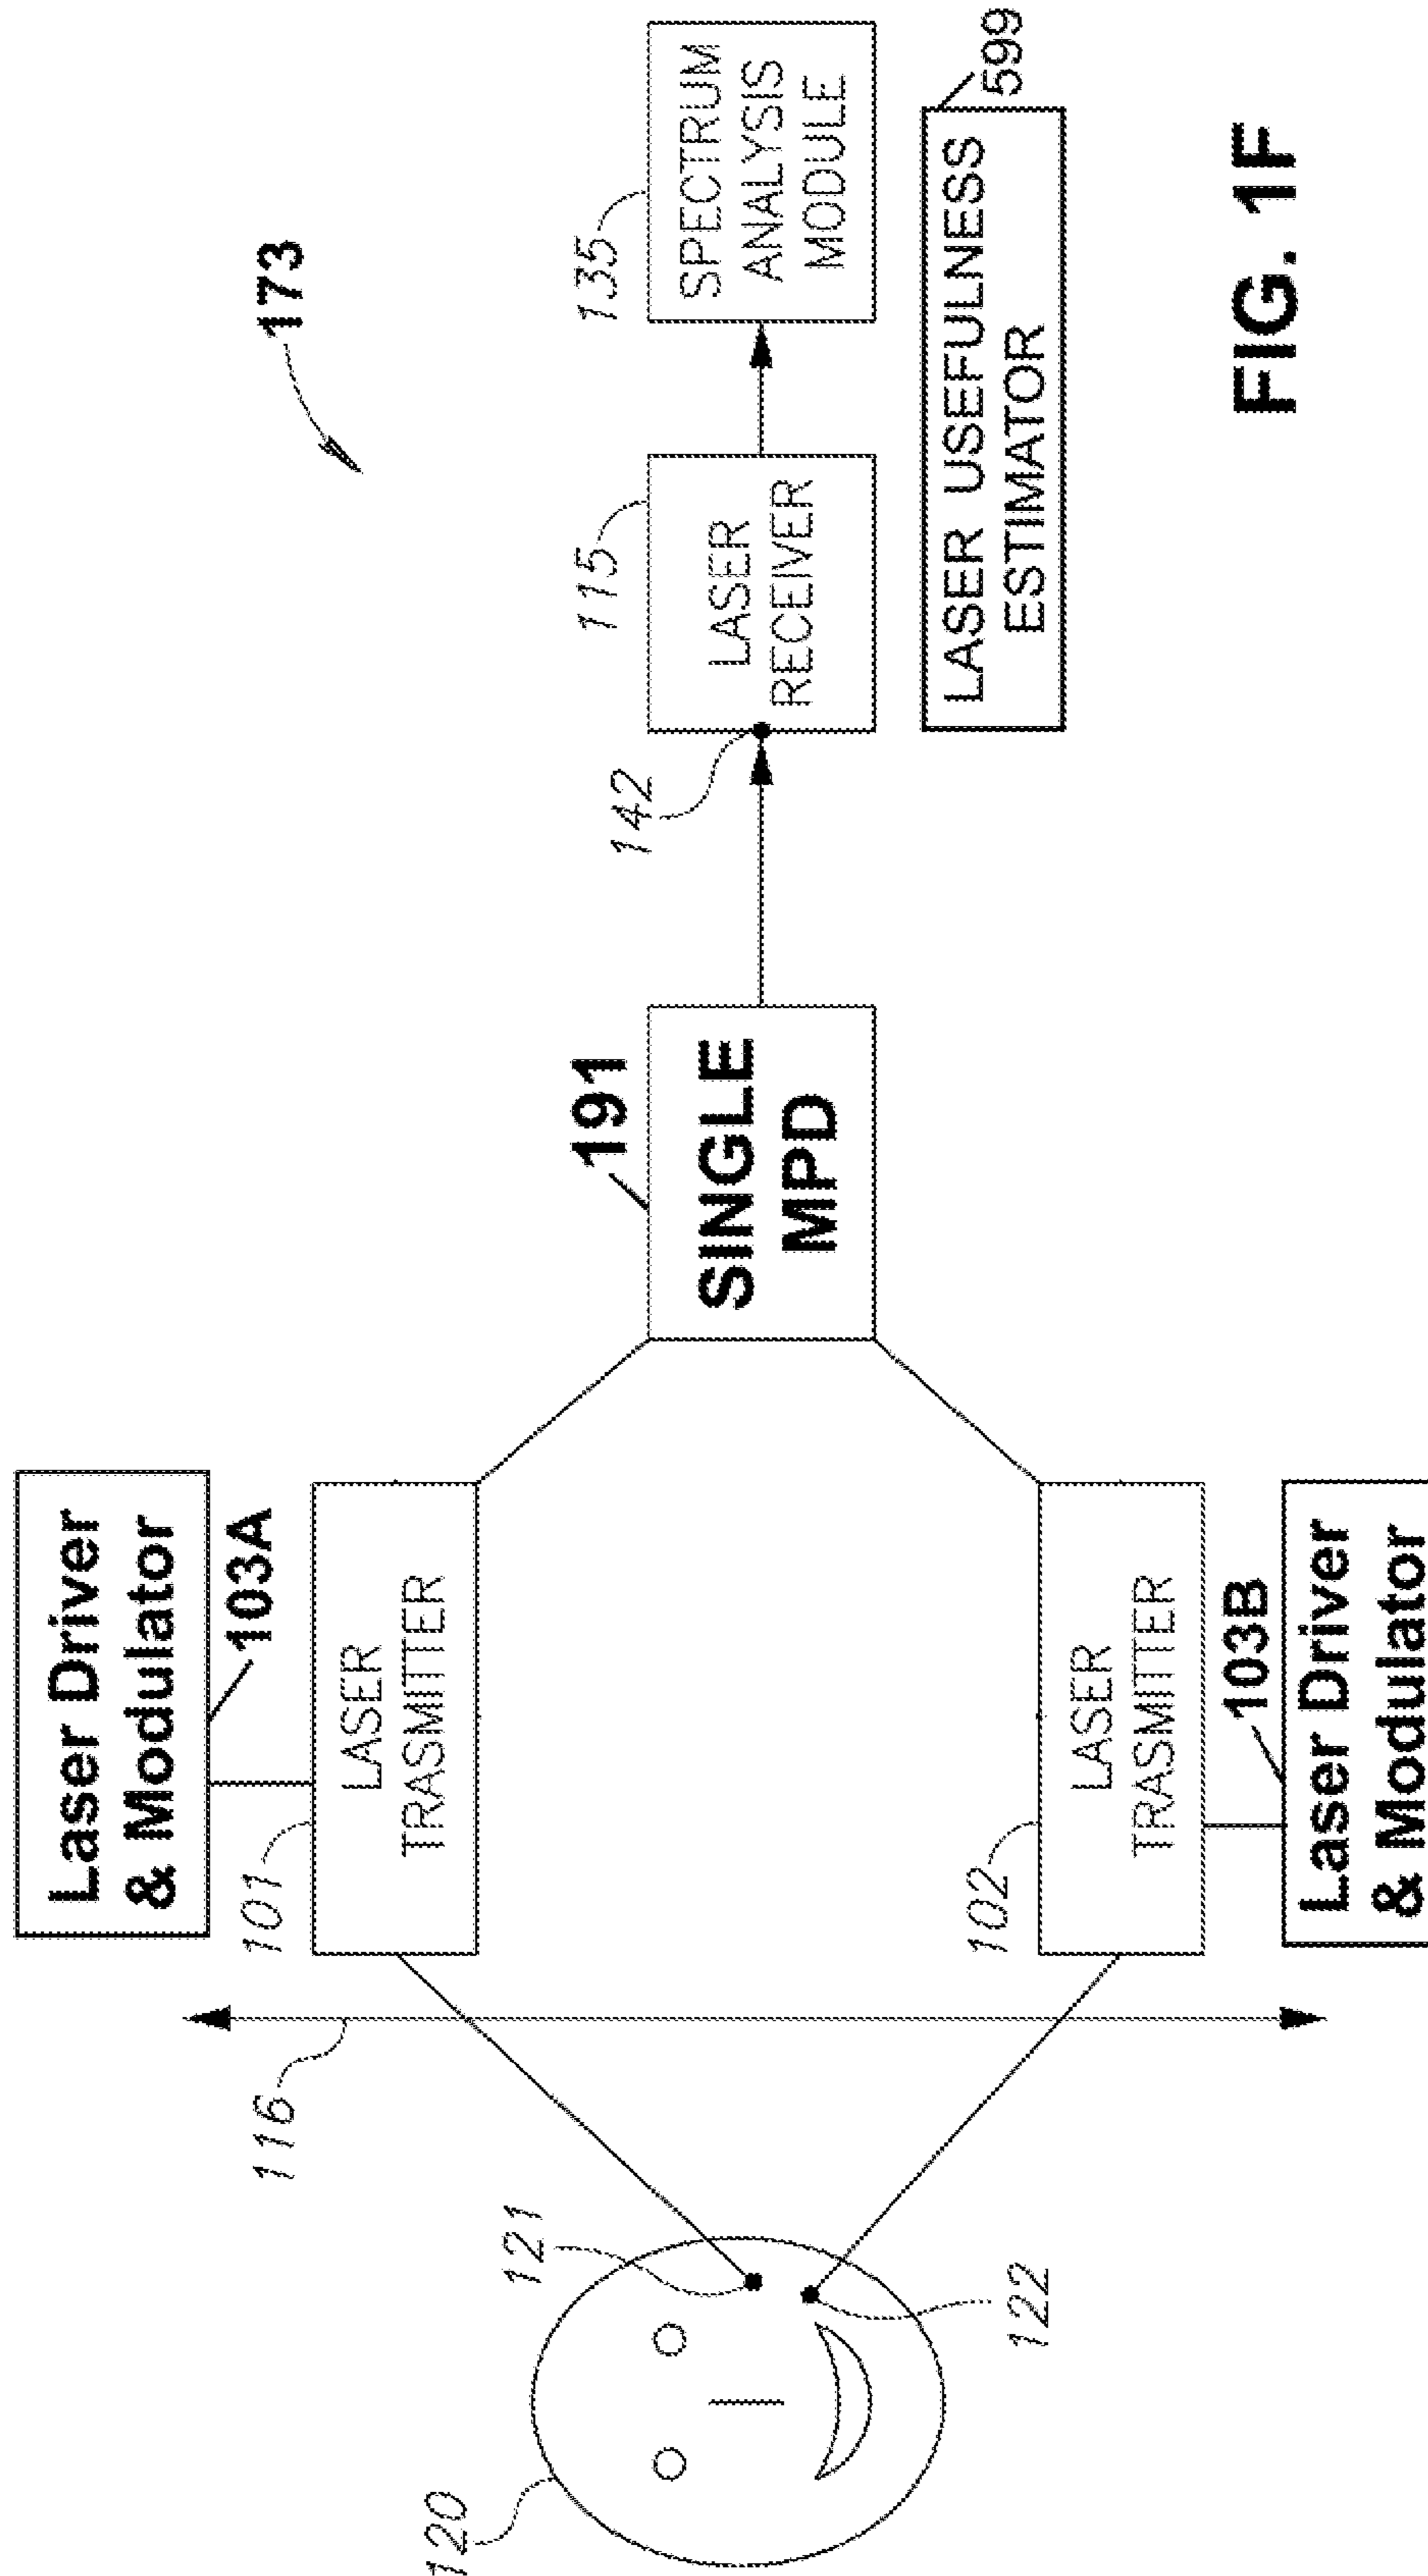 173
Laser Driver
& Modulator
103A
101
LASER
TRASMITTER
116
120
121
122
191
SINGLE
MPD
142
115
LASER
RECEIVER
135
SPECTRUM
ANALYSIS
MODULE
LASER USEFULNESS
ESTIMATOR
599
102
LASER
TRASMITTER
103B
Laser Driver
& Modulator
FIG. 1F